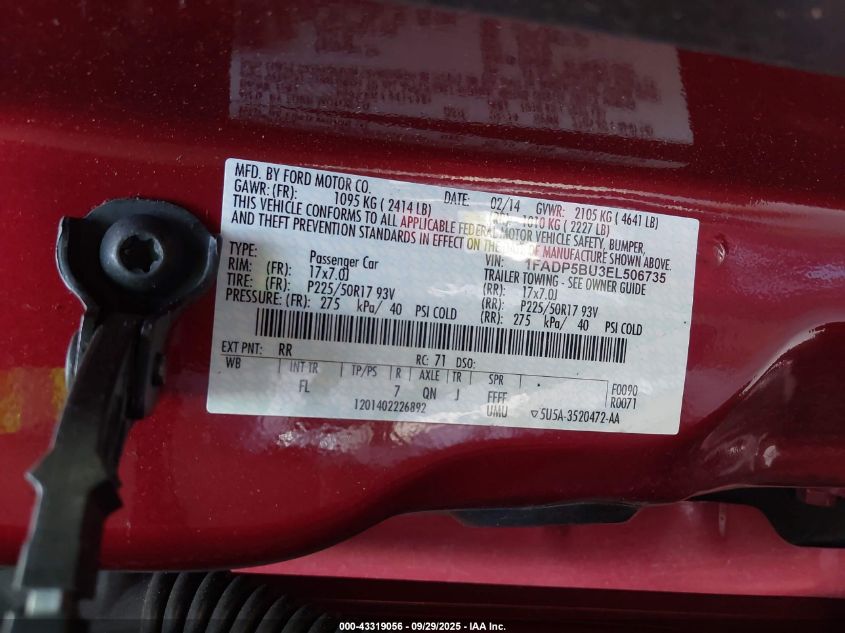 MFD. BY FORD MOTOR CO. DATE: 02/14 GVWR: 2105 KG ( 4641 LB)
GAWR: (FR): 1095 KG ( 2414 LB) 1010 KG ( 2227 LB)
THIS VEHICLE CONFORMS TO ALL APPLICABLE FEDERAL MOTOR VEHICLE SAFETY, BUMPER,
AND THEFT PREVENTION STANDARDS IN EFFECT ON THE DATE OF MANUFACTURE SHOWN ABOVE.
VIN: 1FADP5BU3EL506735
TYPE: Passenger Car TRAILER TOWING - SEE OWNER GUIDE
RIM: (FR): 17x7.0J (RR): 17x7.0J
TIRE: (FR): P225/50R17 93V (RR): P225/50R17 93V
PRESSURE: (FR): 275 kPa/ 40 PSI COLD (RR): 275 kPa/ 40 PSI COLD
EXT PNT: RR RC: 71 DSO:
WB INT TR TP/PS R AXLE TR SPR F0090
FL 7 QN J FFFF R0071
1201402226892 UMU 5U5A-3520472-AA
000-43319056 | 09/29/2025 | IAA Inc.